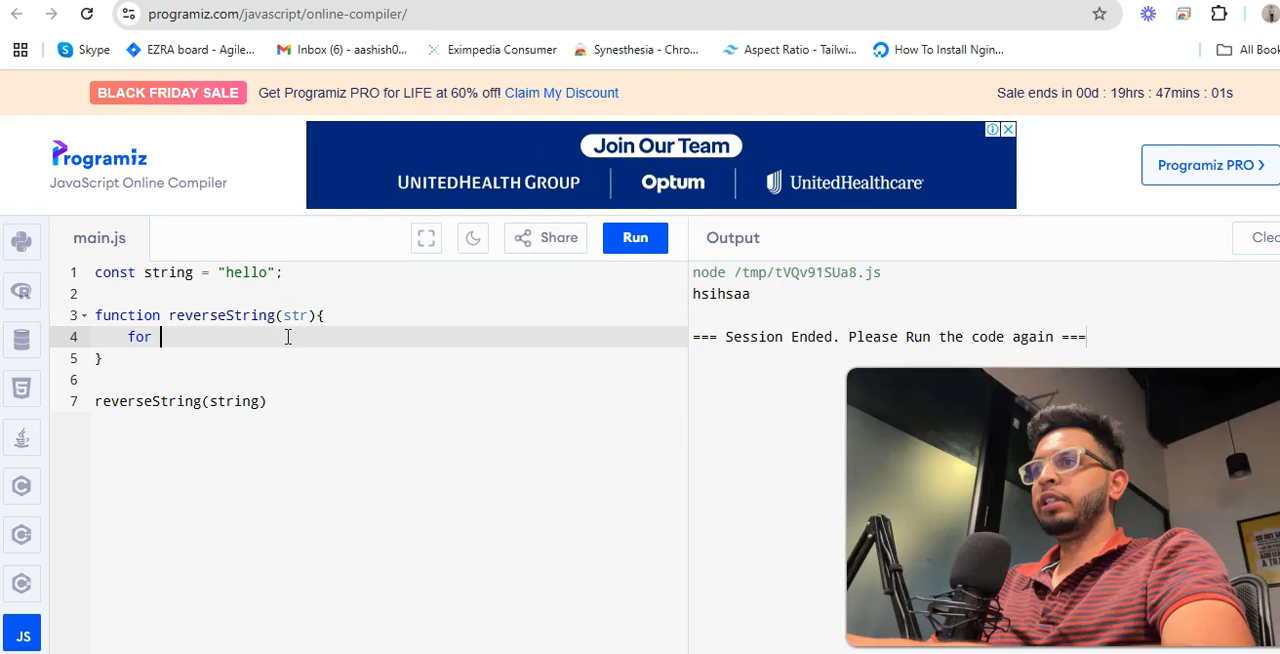 programiz.com/javascript/online-compiler/
Skype EZRA board - Agile... Inbox (6) - aashish0... Eximpedia Consumer Synesthesia - Chro... Aspect Ratio - Tailwi... How To Install Ngin... All Book
BLACK FRIDAY SALE Get Programiz PRO for LIFE at 60% off! Claim My Discount Sale ends in 00d : 19hrs : 47mins : 01s
Programiz
JavaScript Online Compiler
Join Our Team
UNITEDHEALTH GROUP Optum UnitedHealthcare
Programiz PRO ›
main.js Share Run Output Clea
1 const string = "hello";
2
3 function reverseString(str){
4 for
5 }
6
7 reverseString(string)
node /tmp/tVQv91SUa8.js
hsihsaa
=== Session Ended. Please Run the code again ===
JS